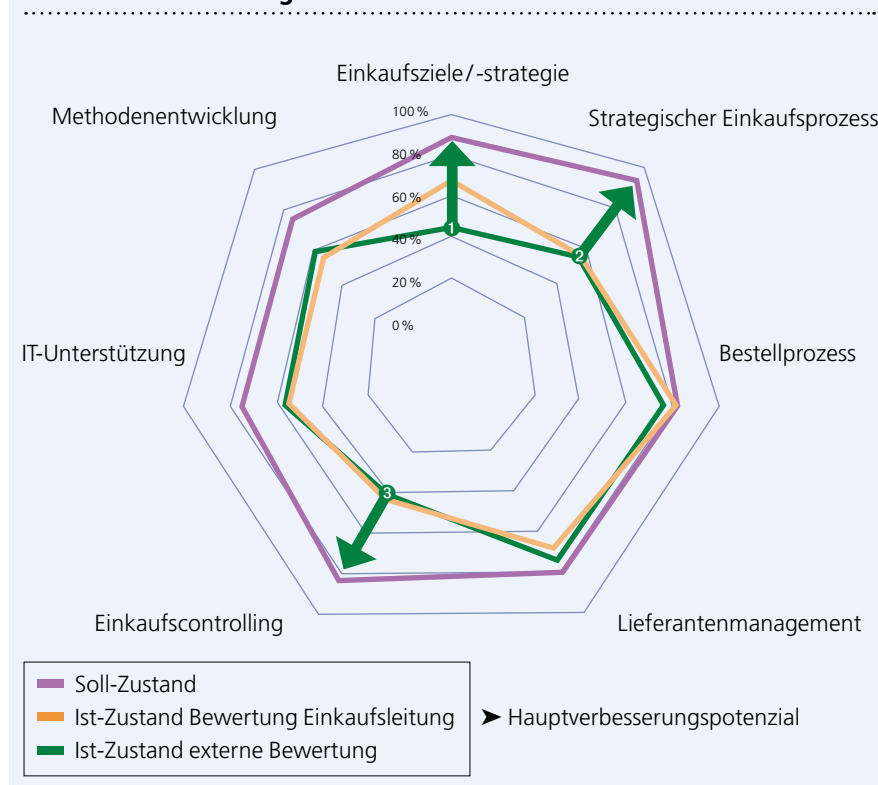 Einkaufsziele/-strategie
Methodenentwicklung
Strategischer Einkaufsprozess
100 %
80 %
60 %
40 %
20 %
0 %
1
2
IT-Unterstützung
Bestellprozess
3
Einkaufscontrolling
Lieferantenmanagement
Soll-Zustand
Ist-Zustand Bewertung Einkaufsleitung
➤ Hauptverbesserungspotenzial
Ist-Zustand externe Bewertung